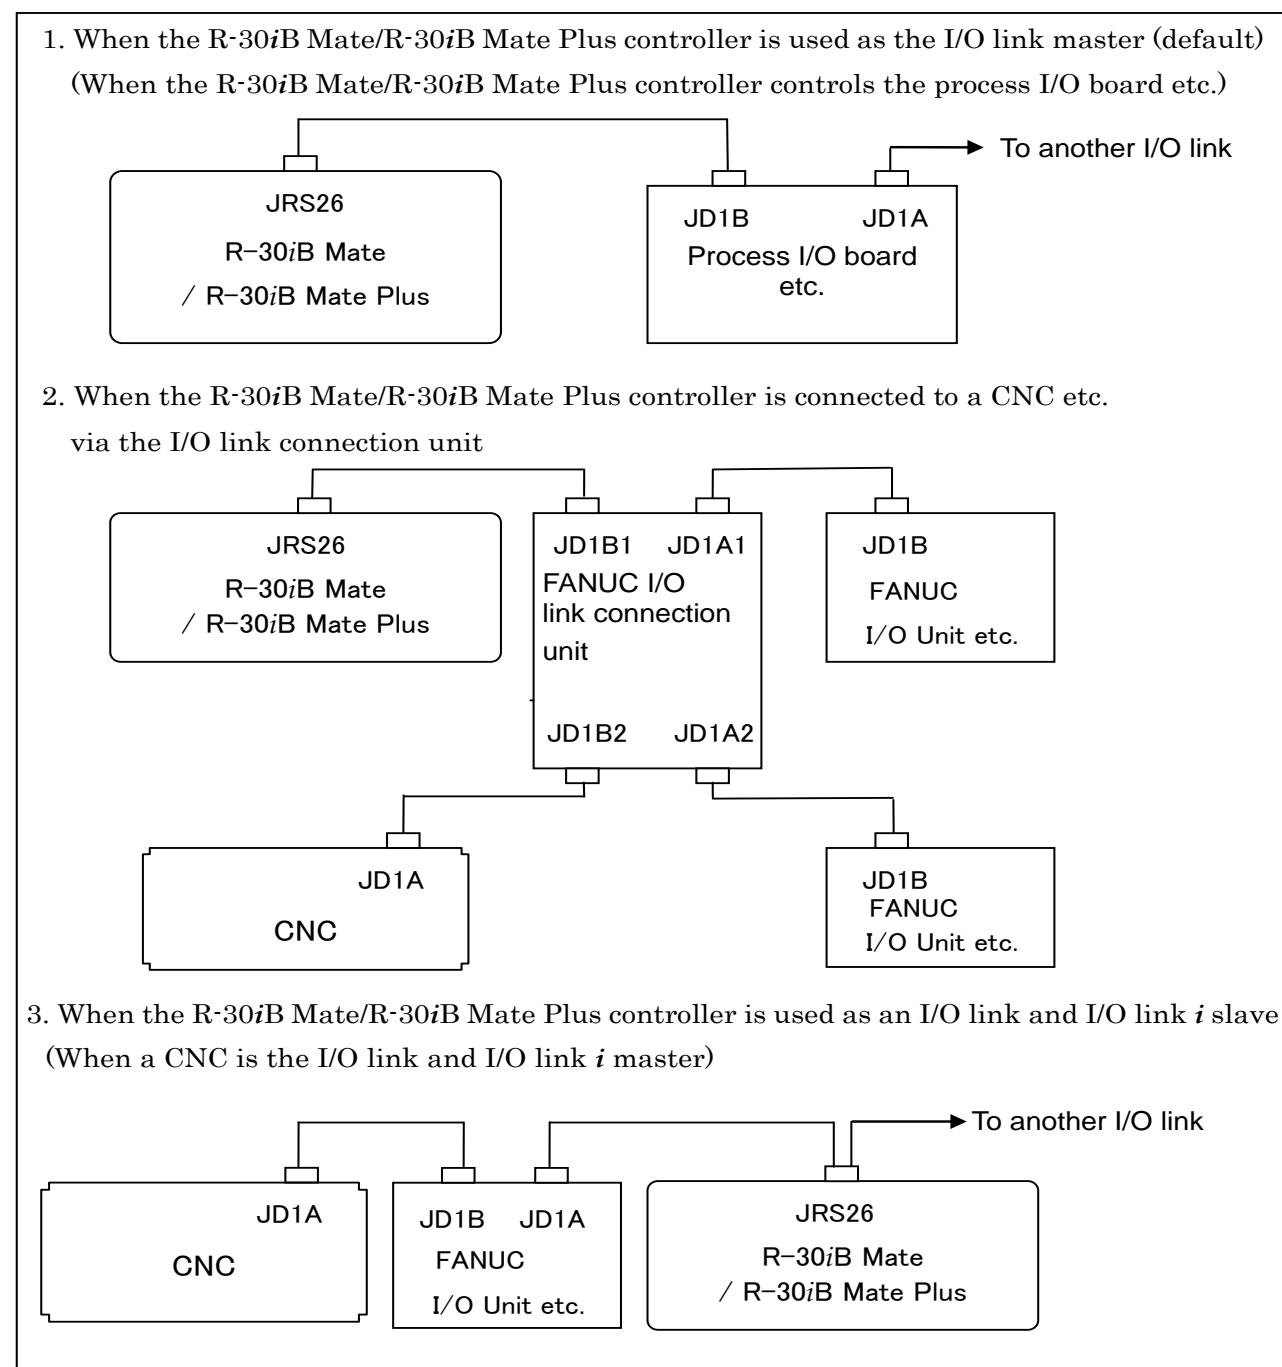 1. When the R-30iB Mate/R-30iB Mate Plus controller is used as the I/O link master (default)
(When the R-30iB Mate/R-30iB Mate Plus controller controls the process I/O board etc.)
To another I/O link
JRS26
R-30iB Mate
/ R-30iB Mate Plus
JD1B JD1A
Process I/O board
etc.
2. When the R-30iB Mate/R-30iB Mate Plus controller is connected to a CNC etc.
via the I/O link connection unit
JRS26
R-30iB Mate
/ R-30iB Mate Plus
JD1B1 JD1A1
FANUC I/O
link connection
unit
JD1B2 JD1A2
JD1B
FANUC
I/O Unit etc.
JD1A
CNC
JD1B
FANUC
I/O Unit etc.
3. When the R-30iB Mate/R-30iB Mate Plus controller is used as an I/O link and I/O link i slave
(When a CNC is the I/O link and I/O link i master)
To another I/O link
JD1A
CNC
JD1B JD1A
FANUC
I/O Unit etc.
JRS26
R-30iB Mate
/ R-30iB Mate Plus